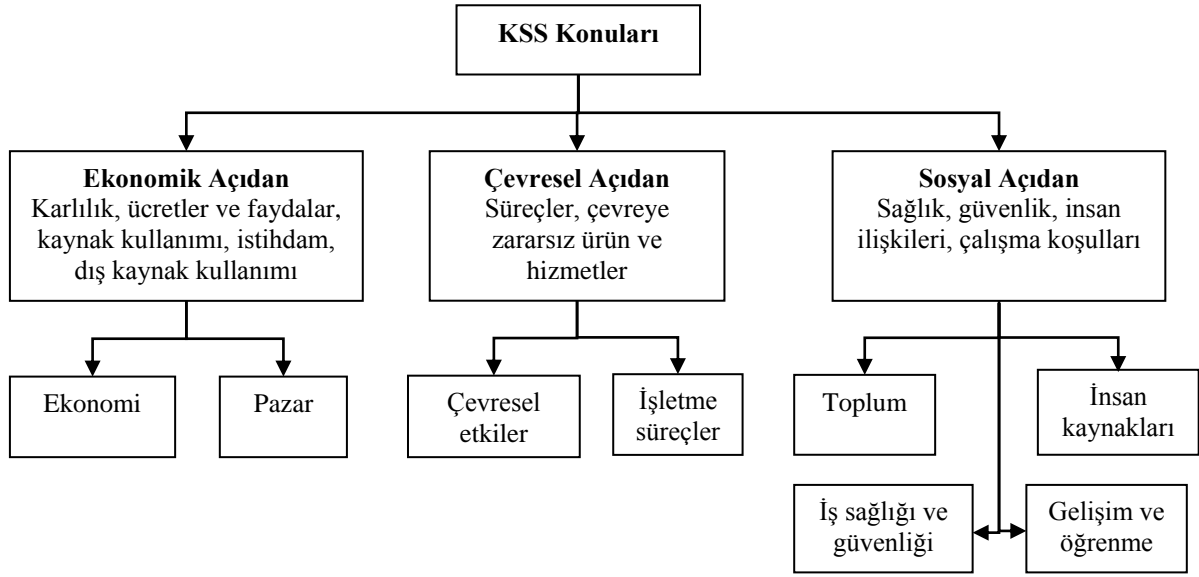 KSS Konuları
Ekonomik Açıdan
Karlılık, ücretler ve faydalar,
kaynak kullanımı, istihdam,
dış kaynak kullanımı
Çevresel Açıdan
Süreçler, çevreye
zararsız ürün ve
hizmetler
Sosyal Açıdan
Sağlık, güvenlik, insan
ilişkileri, çalışma koşulları
Ekonomi
Pazar
Çevresel
etkiler
İşletme
süreçler
Toplum
İnsan
kaynakları
İş sağlığı ve
güvenliği
Gelişim ve
öğrenme